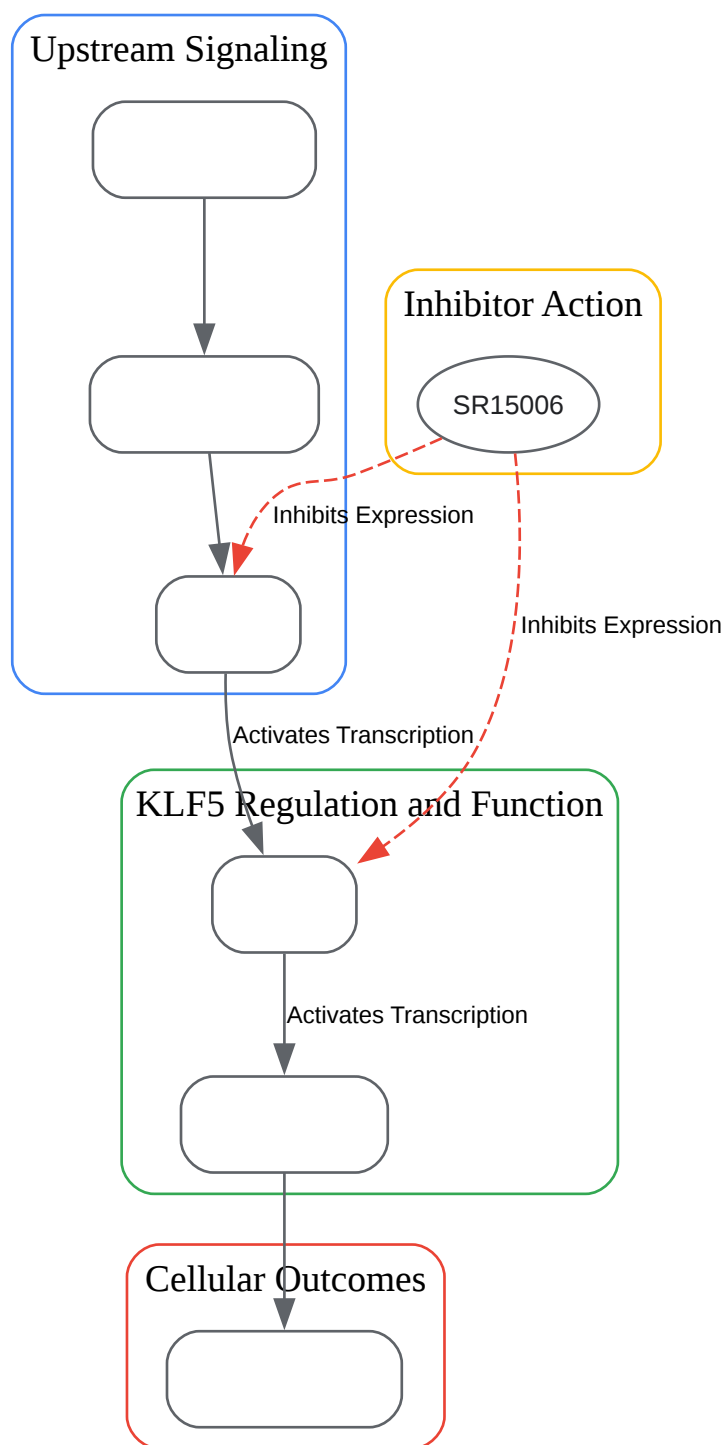 Upstream Signaling
Inhibitor Action
SR15006
Inhibits Expression
Inhibits Expression
Activates Transcription
KLF5 Regulation and Function
Activates Transcription
Cellular Outcomes